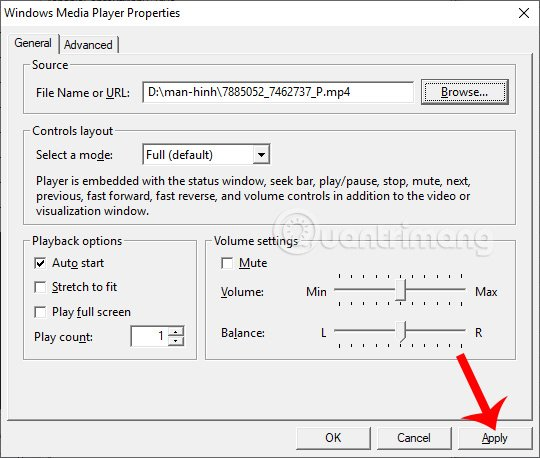 Windows Media Player Properties
General Advanced
Source
File Name or URL: D:\man-hinh\7885052_7462737_P.mp4 Browse...
Controls layout
Select a mode: Full (default)
Player is embedded with the status window, seek bar, play/pause, stop, mute, next,
previous, fast forward, fast reverse, and volume controls in addition to the video or
visualization window.
Quantrimang
Playback options
Auto start
Stretch to fit
Play full screen
Play count: 1
Volume settings
Mute
Volume: Min Max
Balance: L R
OK Cancel Apply